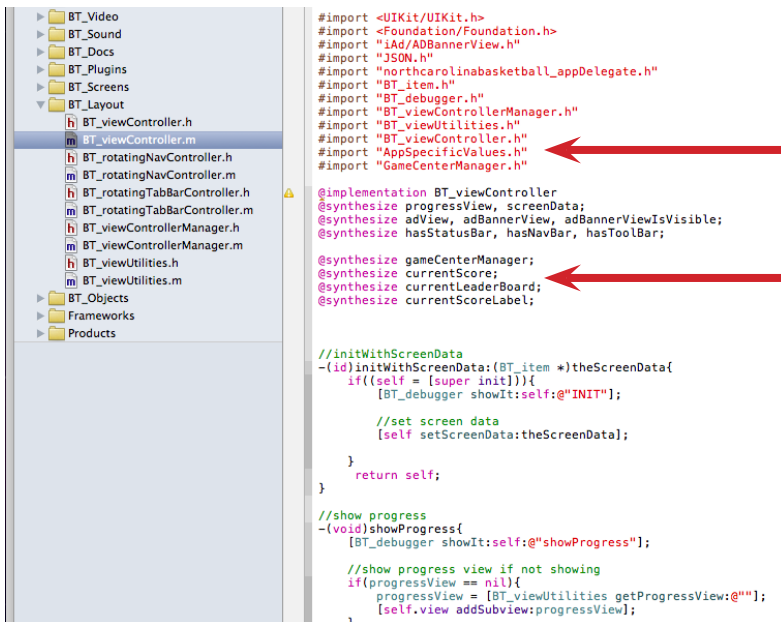 BT_Video
BT_Sound
BT_Docs
BT_Plugins
BT_Screens
BT_Layout
BT_viewController.h
BT_viewController.m
BT_rotatingNavController.h
BT_rotatingNavController.m
BT_rotatingTabBarController.h
BT_rotatingTabBarController.m
BT_viewControllerManager.h
BT_viewControllerManager.m
BT_viewUtilities.h
BT_viewUtilities.m
BT_Objects
Frameworks
Products
#import <UIKit/UIKit.h>
#import <Foundation/Foundation.h>
#import "iAd/ADBannerView.h"
#import "JSON.h"
#import "northcarolinabasketball_appDelegate.h"
#import "BT_item.h"
#import "BT_debugger.h"
#import "BT_viewControllerManager.h"
#import "BT_viewUtilities.h"
#import "BT_viewController.h"
#import "AppSpecificValues.h"
#import "GameCenterManager.h"
@implementation BT_viewController
@synthesize progressView, screenData;
@synthesize adView, adBannerView, adBannerViewIsVisible;
@synthesize hasStatusBar, hasNavBar, hasToolBar;
@synthesize gameCenterManager;
@synthesize currentScore;
@synthesize currentLeaderBoard;
@synthesize currentScoreLabel;
//initWithScreenData
-(id)initWithScreenData:(BT_item *)theScreenData{
if((self = [super init])){
[BT_debugger showIt:self:@"INIT"];
//set screen data
[self setScreenData:theScreenData];
}
return self;
}
//show progress
-(void)showProgress{
[BT_debugger showIt:self:@"showProgress"];
//show progress view if not showing
if(progressView == nil){
progressView = [BT_viewUtilities getProgressView:@""];
[self.view addSubview:progressView];
}